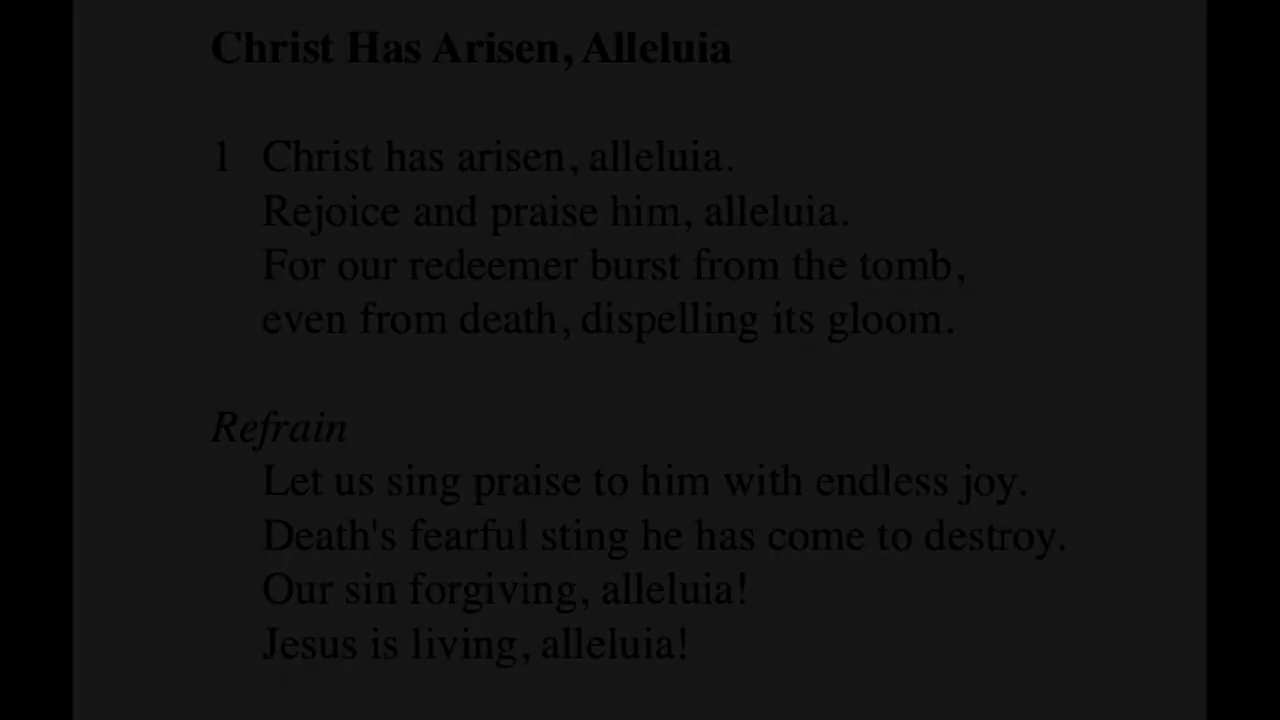 Christ Has Arisen, Alleluia
1 Christ has arisen, alleluia.
Rejoice and praise him, alleluia.
For our redeemer burst from the tomb,
even from death, dispelling its gloom.
Refrain
Let us sing praise to him with endless joy.
Death's fearful sting he has come to destroy.
Our sin forgiving, alleluia!
Jesus is living, alleluia!